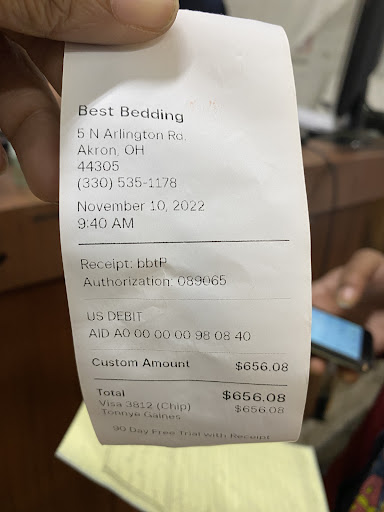 Best Bedding
5 N Arlington Rd.
Akron, OH
44305
(330) 535-1178
November 10, 2022
9:40 AM
Receipt: bbtP
Authorization: 089065
US DEBIT
AID A0 00 00 00 98 08 40
Custom Amount $656.08
Total $656.08
Visa 3812 (Chip) $656.08
Tonnye Gaines
90 Day Free Trial with Receipt